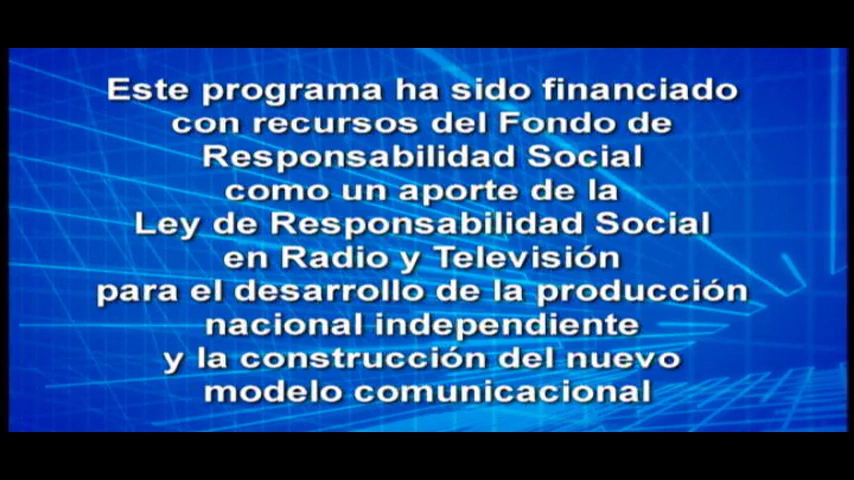 Este programa ha sido financiado
con recursos del Fondo de
Responsabilidad Social
como un aporte de la
Ley de Responsabilidad Social
en Radio y Televisión
para el desarrollo de la producción
nacional independiente
y la construcción del nuevo
modelo comunicacional